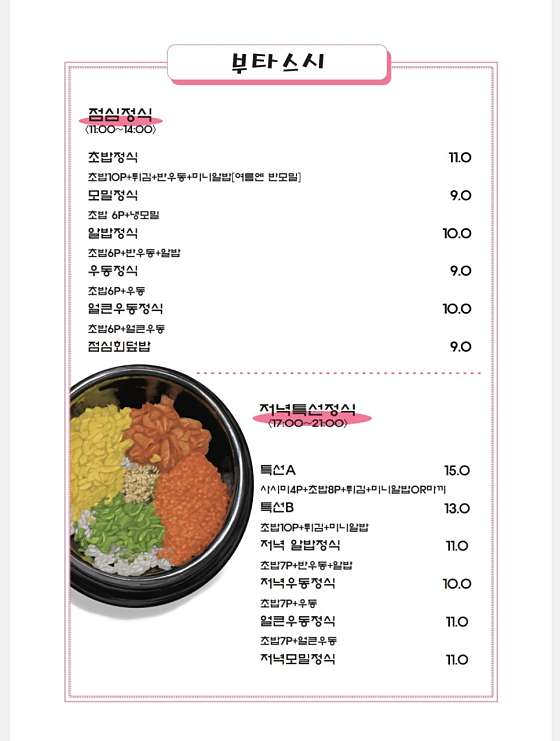 부타스시
점심정식
(11:00~14:00)
초밥정식 11.0
초밥10P+튀김+반우동+미니알밥[여름엔 반모밀]
모밀정식 9.0
초밥 6P+냉모밀
알밥정식 10.0
초밥6P+반우동+알밥
우동정식 9.0
초밥6P+우동
얼큰우동정식 10.0
초밥6P+얼큰우동
점심회덮밥 9.0
저녁특선정식
(17:00~21:00)
특선A 15.0
사시미4P+초밥8P+튀김+미니알밥OR마끼
특선B 13.0
초밥10P+튀김+미니알밥
저녁 알밥정식 11.0
초밥7P+반우동+알밥
저녁우동정식 10.0
초밥7P+우동
얼큰우동정식 11.0
초밥7P+얼큰우동
저녁모밀정식 11.0